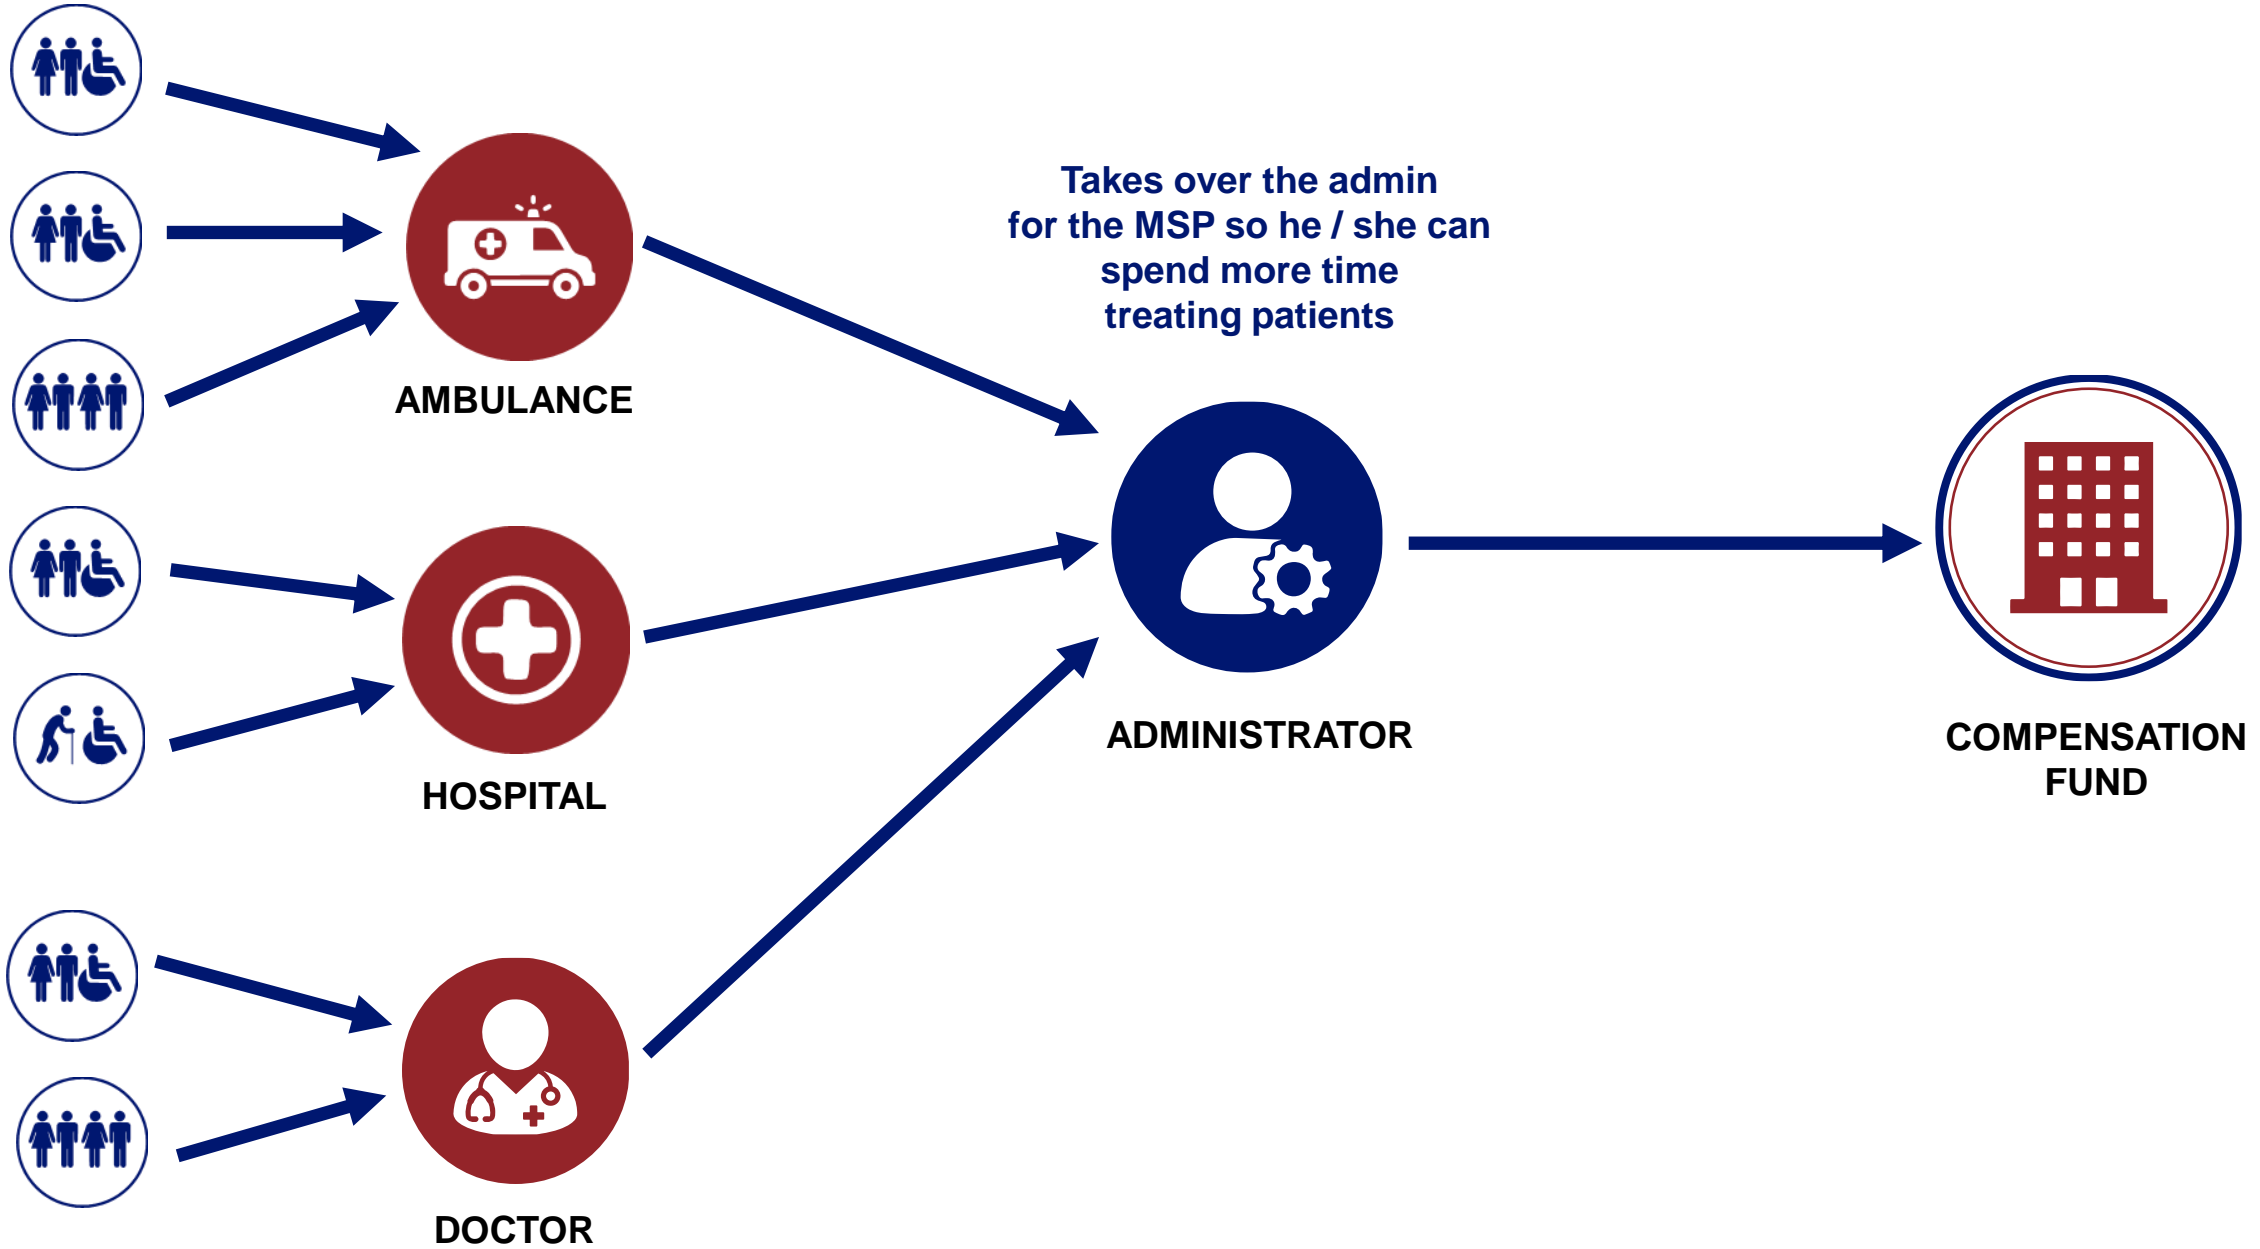 Takes over the admin
for the MSP so he / she can
spend more time
treating patients
AMBULANCE
HOSPITAL
DOCTOR
ADMINISTRATOR
COMPENSATION
FUND